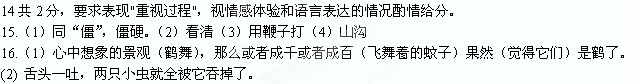 14 共 2 分，要求表现"重视过程"，视情感体验和语言表达的情况酌情给分。
15.（1）同“僵”，僵硬。（2）看清（3）用鞭子打（4）山沟
16.（1）心中想象的景观（鹤舞），那么或者成千或者成百（飞舞着的蚊子）果然（觉得它们）是鹤了。
(2) 舌头一吐，两只小虫就全被它吞掉了。